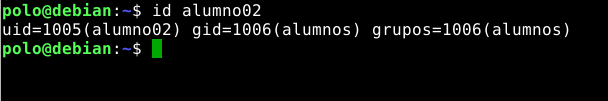 polo@debian:~$ id alumno02
uid=1005(alumno02) gid=1006(alumnos) grupos=1006(alumnos)
polo@debian:~$